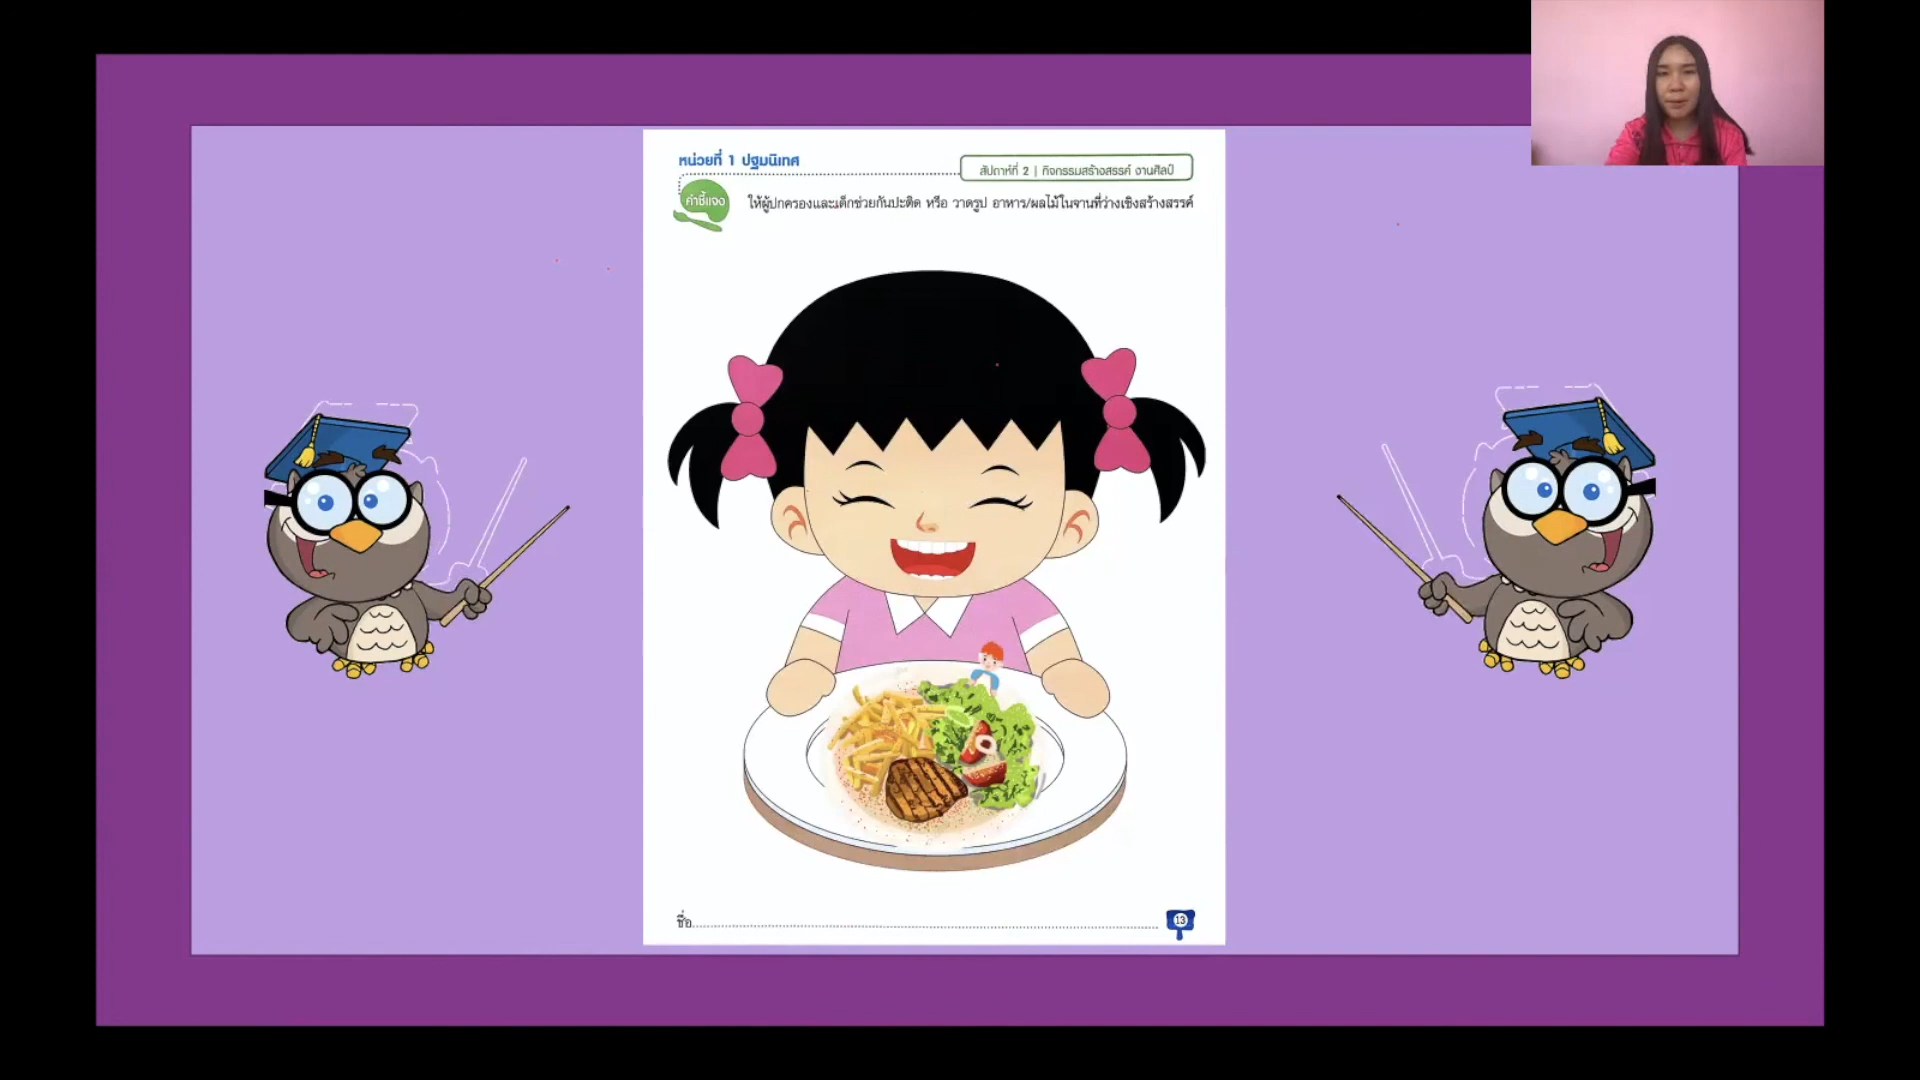 หน่วยที่ 1 ปฐมนิเทศ
สัปดาห์ที่ 2 | กิจกรรมสร้างสรรค์ งานศิลป์
คำชี้แจง
ให้ผู้ปกครองและเด็กช่วยกันปะติด หรือ วาดรูป อาหาร/ผลไม้ในจานที่ว่างเชิงสร้างสรรค์
ชื่อ
13